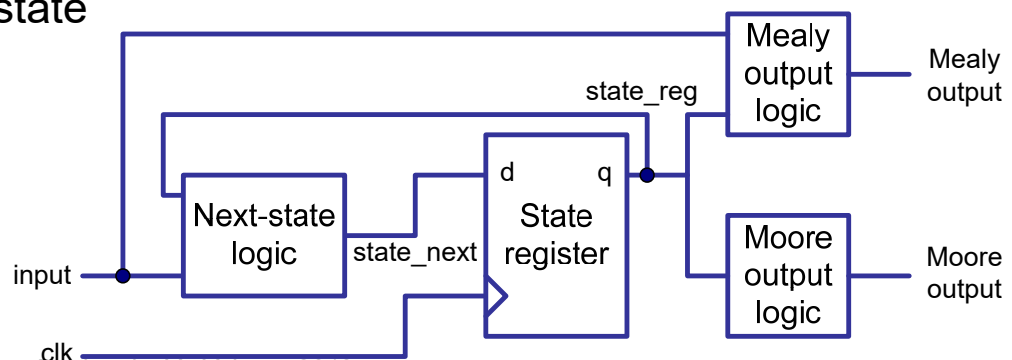 state
Mealy
output
logic
Mealy
output
state_reg
d
q
Next-state
logic
State
register
state_next
input
Moore
output
logic
Moore
output
clk